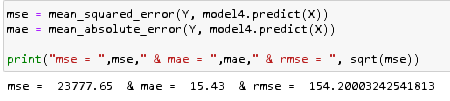 mse = mean_squared_error(Y, model4.predict(X))
mae = mean_absolute_error(Y, model4.predict(X))
print("mse = ",mse," & mae = ",mae," & rmse = ", sqrt(mse))
mse =  23777.65  & mae =  15.43  & rmse =  154.20003242541813